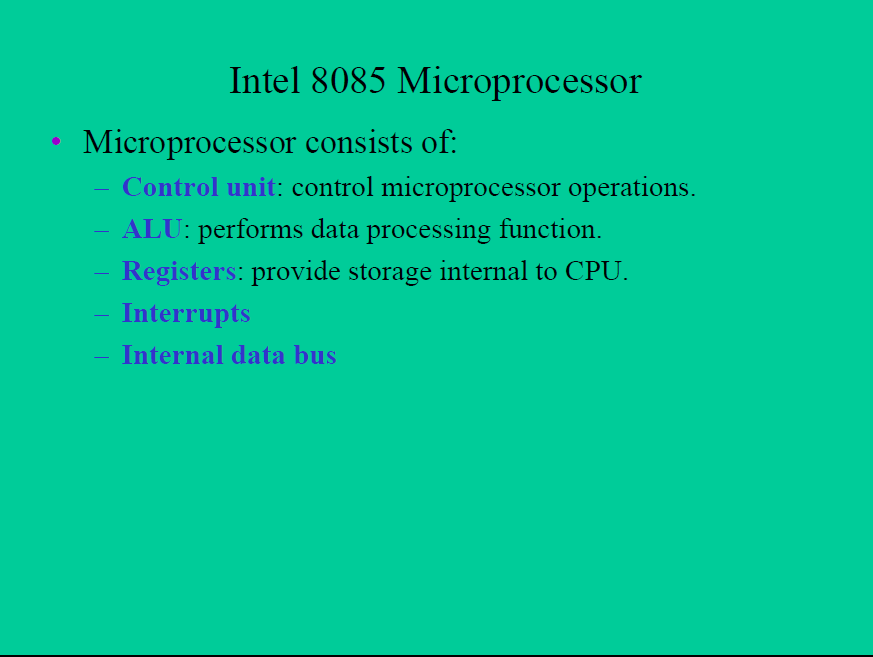 Intel 8085 Microprocessor
• Microprocessor consists of:
– Control unit: control microprocessor operations.
– ALU: performs data processing function.
– Registers: provide storage internal to CPU.
– Interrupts
– Internal data bus